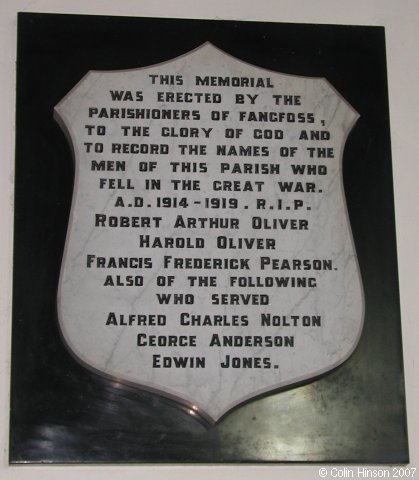 THIS MEMORIAL
WAS ERECTED BY THE
PARISHIONERS OF FANGFOSS,
TO THE GLORY OF GOD AND
TO RECORD THE NAMES OF THE
MEN OF THIS PARISH WHO
FELL IN THE GREAT WAR.
A.D. 1914-1919. R.I.P.
ROBERT ARTHUR OLIVER
HAROLD OLIVER
FRANCIS FREDERICK PEARSON.
ALSO OF THE FOLLOWING
WHO SERVED
ALFRED CHARLES NOLTON
GEORGE ANDERSON
EDWIN JONES.
© Colin Hinson 2007